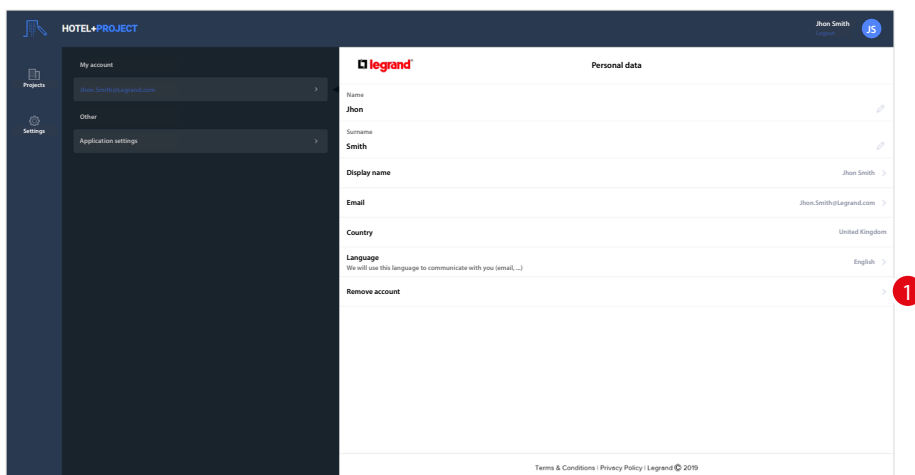 HOTEL+PROJECT
Jhon Smith
Logout
JS
Projects
Settings
My account
Jhon.Smith@Legrand.com
Other
Application settings
legrand®
Personal data
Name
Jhon
Surname
Smith
Display name
Jhon Smith
Email
Jhon.Smith@Legrand.com
Country
United Kingdom
Language
We will use this language to communicate with you (email, ...)
English
Remove account
1
Terms & Conditions | Privacy Policy | Legrand © 2019